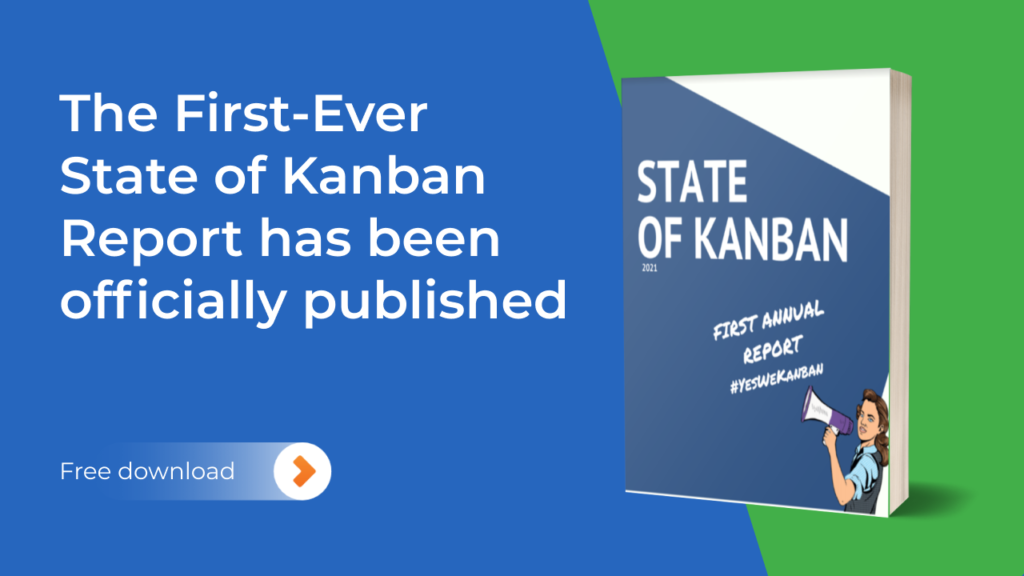 The First-Ever
State of Kanban
Report has been
officially published
Free download
STATE
OF KANBAN
2021
FIRST ANNUAL
REPORT
#YesWeKanban